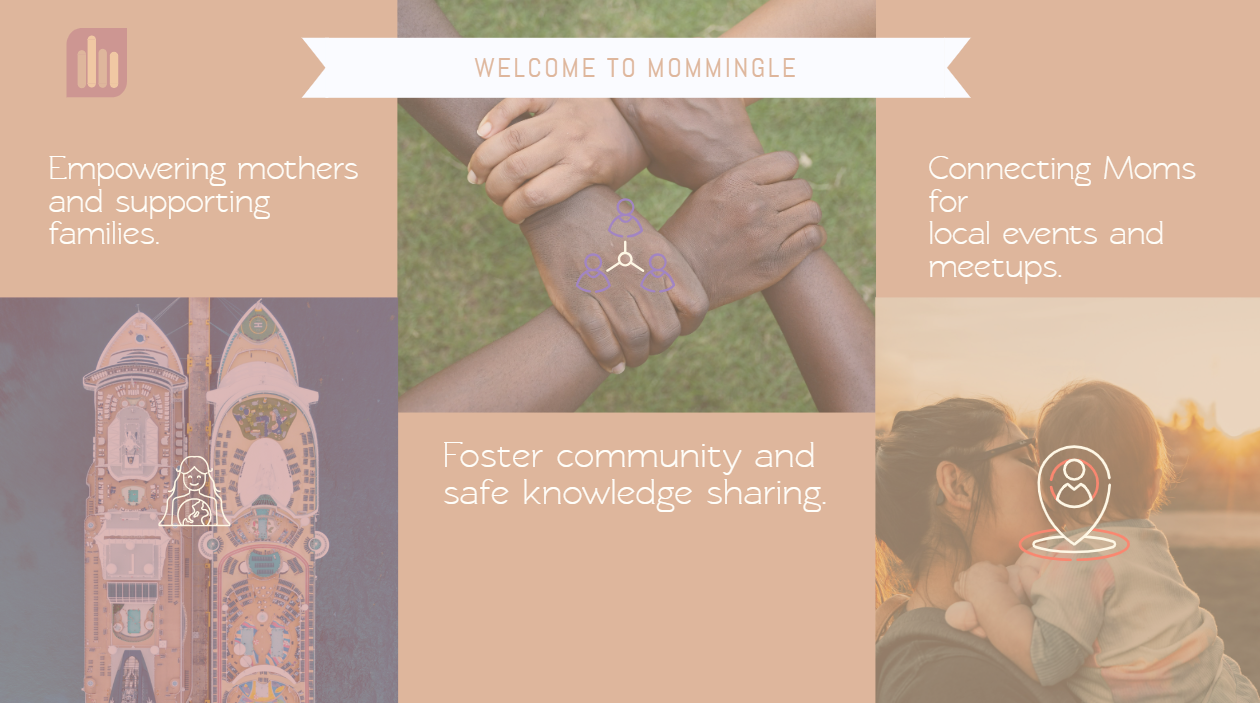 WELCOME TO MOMMINGLE
Empowering mothers
and supporting
families.
Foster community and
safe knowledge sharing.
Connecting Moms
for
local events and
meetups.